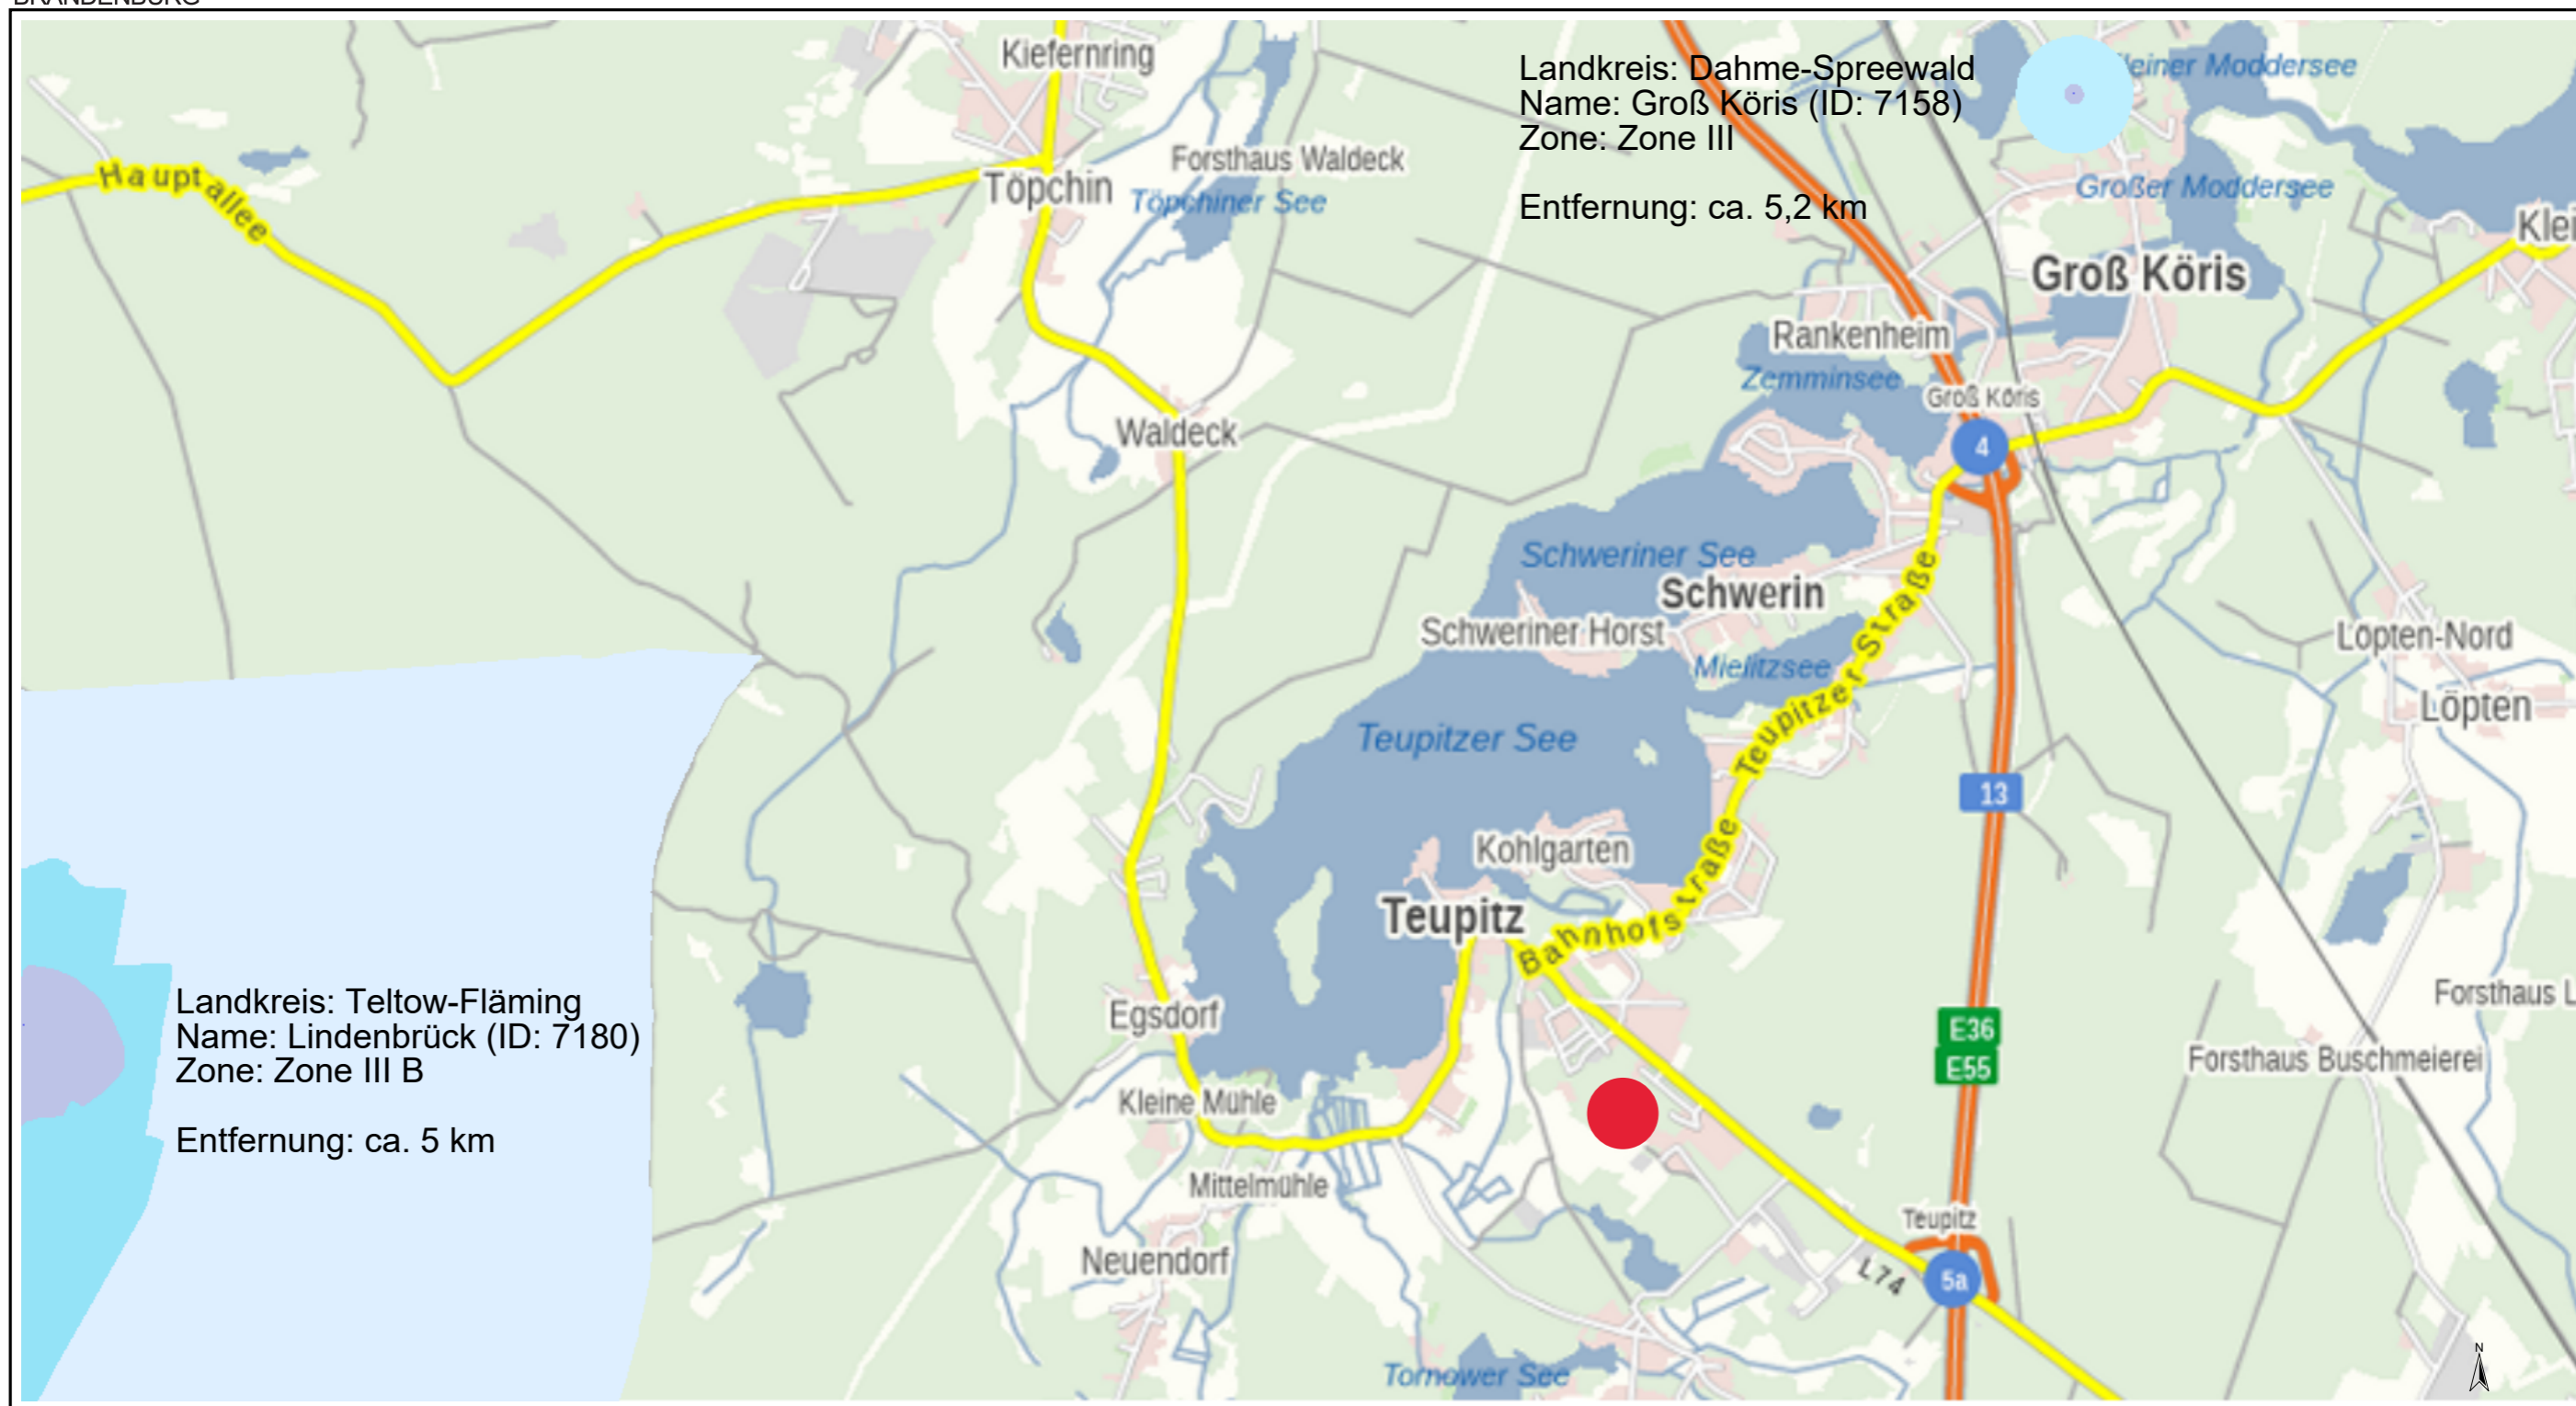 BRANDENBURG
Kiefernring
Landkreis: Dahme-Spreewald
Name: Groß Köris (ID: 7158)
Zone: Zone III
Entfernung: ca. 5,2 km
Moddersee
Hauptallee
Forsthaus Waldeck
Töpchin
Töpchiner See
Großer Moddersee
Groß Köris
Rankenheim
Zemminsee
Groß Köris
4
Waldeck
Schweriner See
Schwerin
Schweriner Horst
Mielitzsee
Teupitzer Straße
Löpten-Nord
Löpten
Teupitzer See
13
Kohlgarten
Teupitz
Bahnhofstraße
Landkreis: Teltow-Fläming
Name: Lindenbrück (ID: 7180)
Zone: Zone III B
Entfernung: ca. 5 km
Egsdorf
E36
E55
Forsthaus
Forsthaus Buschmeierei
Kleine Mühle
Mittelmühle
Neuendorf
Teupitz
L74
5a
Tornower See
N